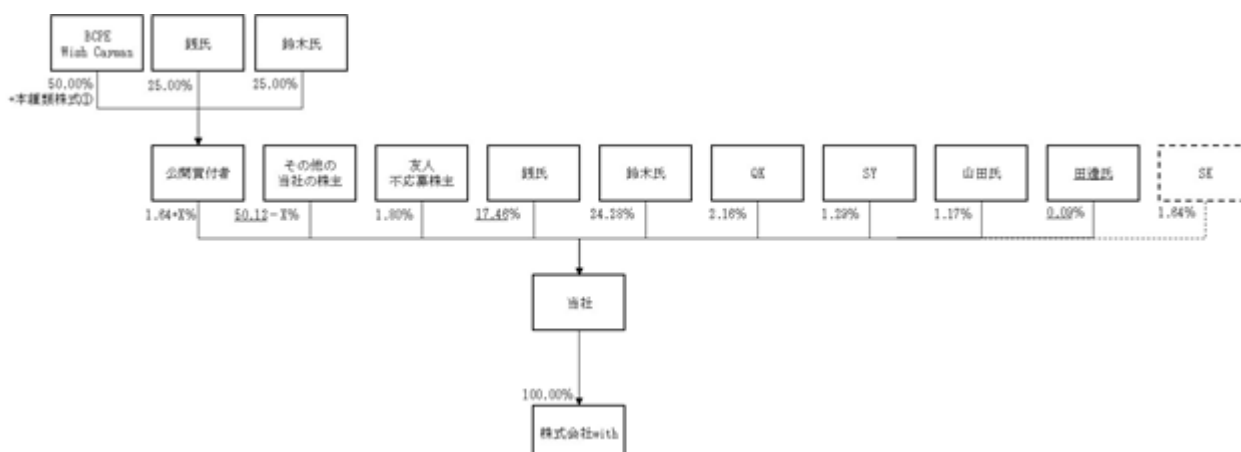 BCPE
Wish Cayman
銭氏
鈴木氏
50.00%
+本種類株式①
25.00%
25.00%
公開買付者
その他の
当社の株主
友人
不応募株主
銭氏
鈴木氏
QK
SY
山田氏
田邉氏
SK
1.64+X%
50.12-X%
1.80%
17.46%
24.28%
2.16%
1.29%
1.17%
0.09%
1.64%
当社
100.00%
株式会社with